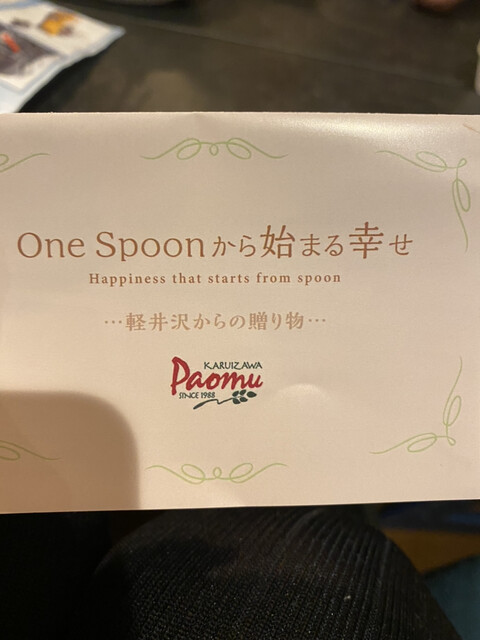 One Spoonから始まる幸せ
Happiness that starts from spoon
…軽井沢からの贈り物…
KARUIZAWA
Paomu
SINCE 1988